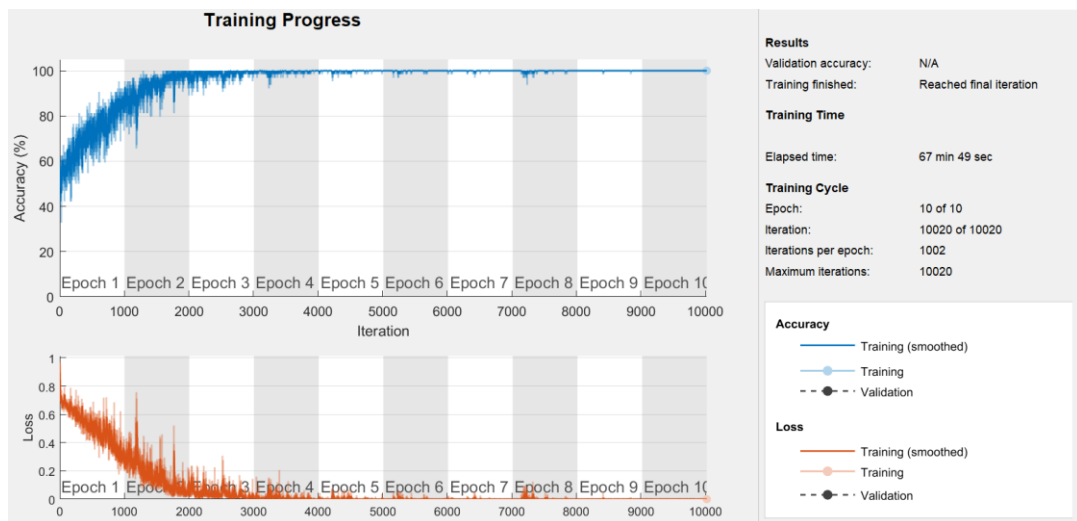 Training Progress
Accuracy (%)
100
80
60
40
20
0
Epoch 1 Epoch 2 Epoch 3 Epoch 4 Epoch 5 Epoch 6 Epoch 7 Epoch 8 Epoch 9 Epoch 10
0 1000 2000 3000 4000 5000 6000 7000 8000 9000 10000
Iteration
Loss
1
0.8
0.6
0.4
0.2
0
Epoch 1 Epoch 2 Epoch 3 Epoch 4 Epoch 5 Epoch 6 Epoch 7 Epoch 8 Epoch 9 Epoch 10
0 1000 2000 3000 4000 5000 6000 7000 8000 9000 10000
Results
Validation accuracy: N/A
Training finished: Reached final iteration
Training Time
Elapsed time: 67 min 49 sec
Training Cycle
Epoch: 10 of 10
Iteration: 10020 of 10020
Iterations per epoch: 1002
Maximum iterations: 10020
Accuracy
Training (smoothed)
Training
Validation
Loss
Training (smoothed)
Training
Validation